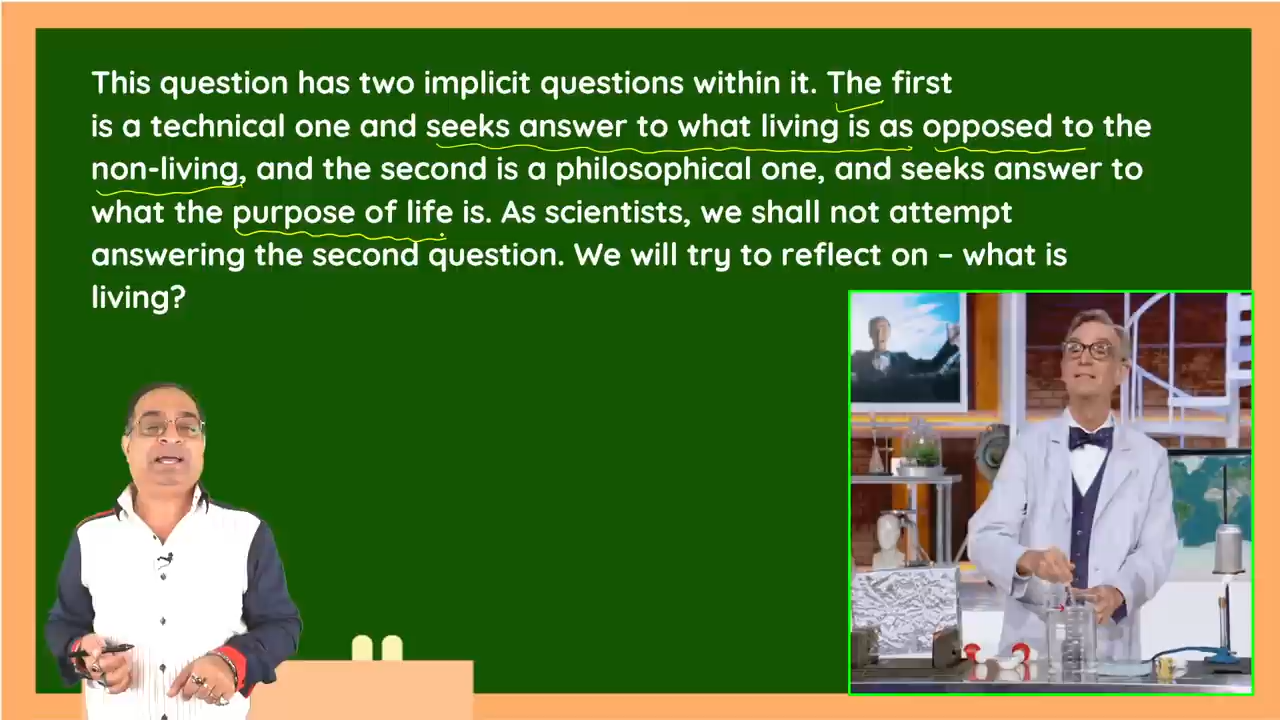 This question has two implicit questions within it. The first
is a technical one and seeks answer to what living is as opposed to the
non-living, and the second is a philosophical one, and seeks answer to
what the purpose of life is. As scientists, we shall not attempt
answering the second question. We will try to reflect on – what is
living?